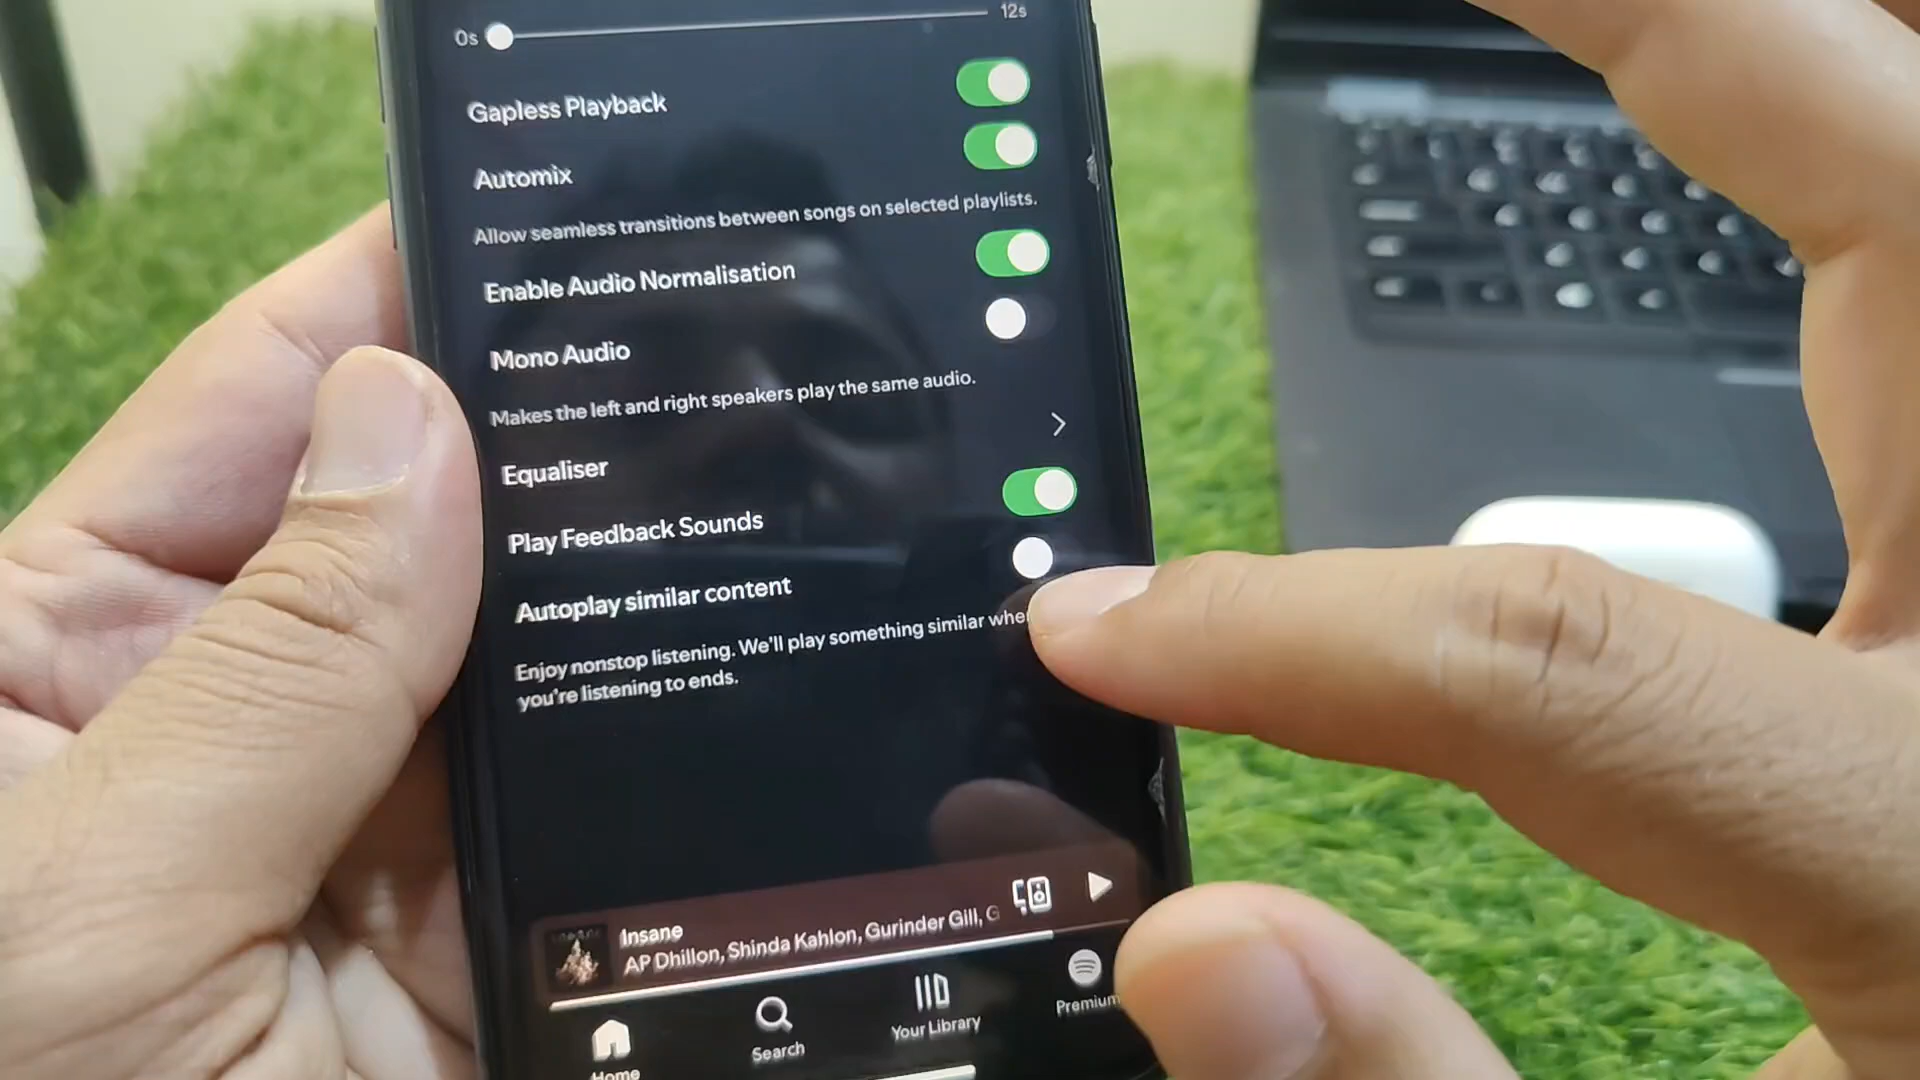 0s 12s
Gapless Playback
Automix
Allow seamless transitions between songs on selected playlists.
Enable Audio Normalisation
Mono Audio
Makes the left and right speakers play the same audio.
Equaliser
Play Feedback Sounds
Autoplay similar content
Enjoy nonstop listening. We'll play something similar whe
you're listening to ends.
Insane
AP Dhillon, Shinda Kahlon, Gurinder Gill, G
Home
Search
Your Library
Premium